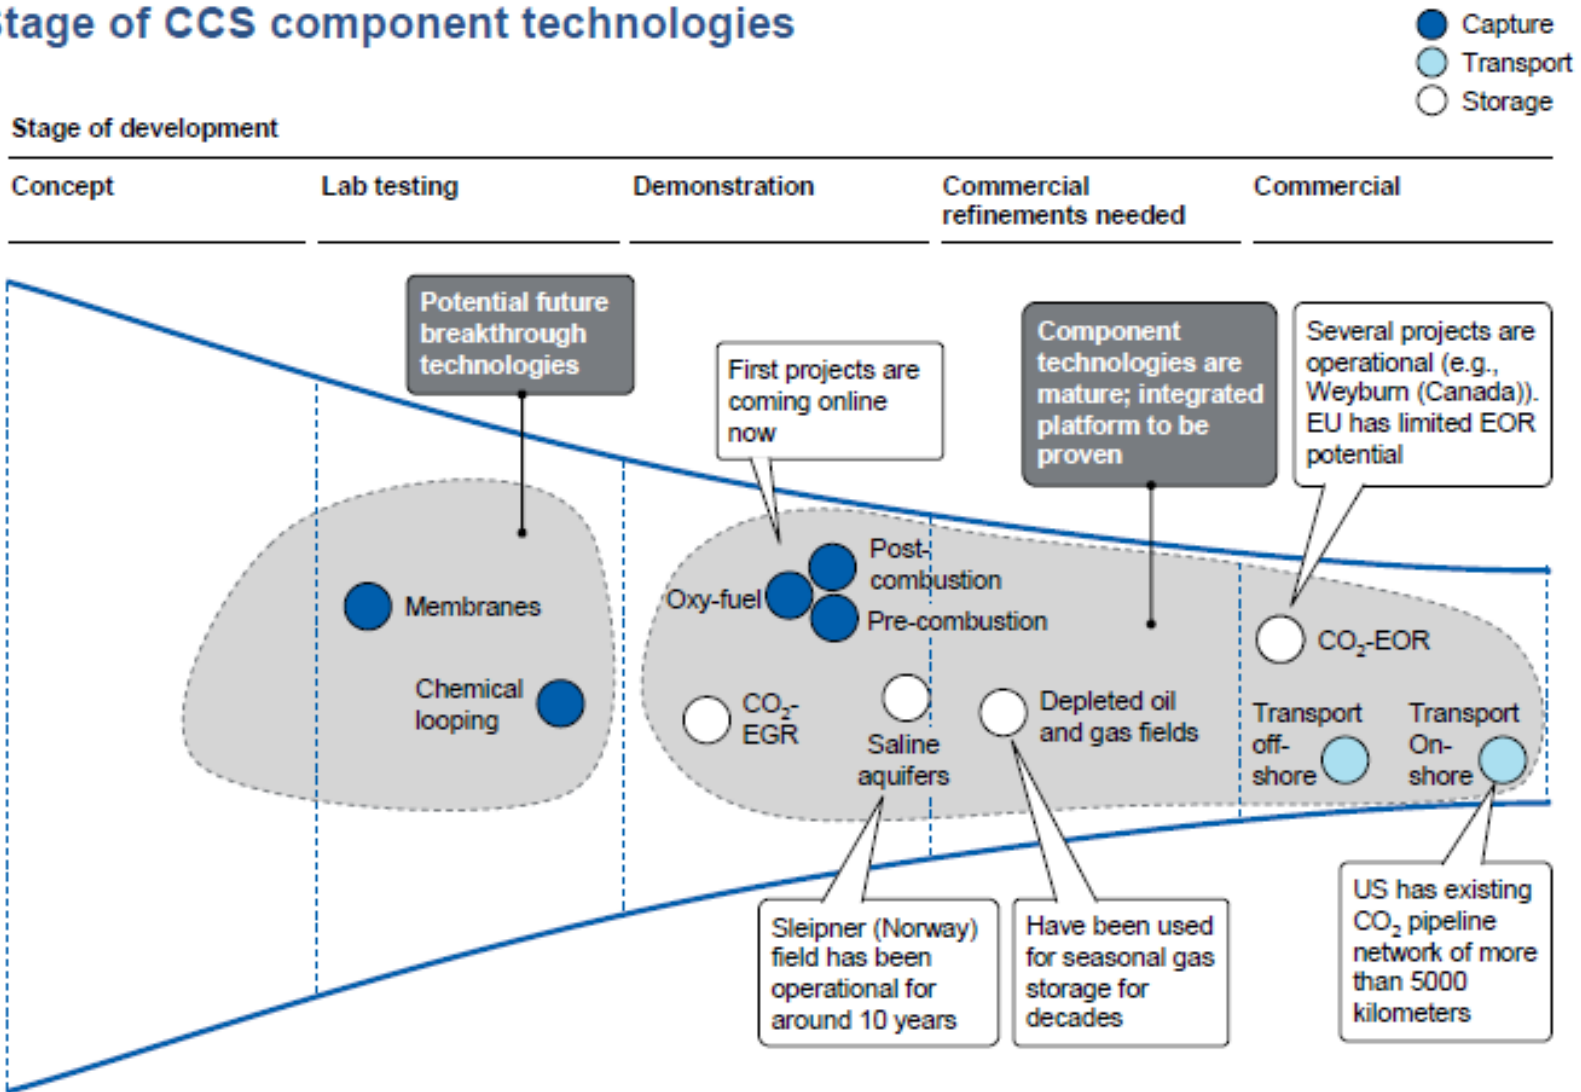 Stage of CCS component technologies
Capture
Transport
Storage
Stage of development
Concept
Lab testing
Demonstration
Commercial
refinements needed
Commercial
Potential future
breakthrough
technologies
First projects are
coming online
now
Component
technologies are
mature; integrated
platform to be
proven
Several projects are
operational (e.g.,
Weyburn (Canada)).
EU has limited EOR
potential
Membranes
Chemical
looping
Oxy-fuel
Post-
combustion
Pre-combustion
CO₂-
EGR
Saline
aquifers
Depleted oil
and gas fields
CO₂-EOR
Transport
off-
shore
Transport
On-
shore
Sleipner (Norway)
field has been
operational for
around 10 years
Have been used
for seasonal gas
storage for
decades
US has existing
CO₂ pipeline
network of more
than 5000
kilometers